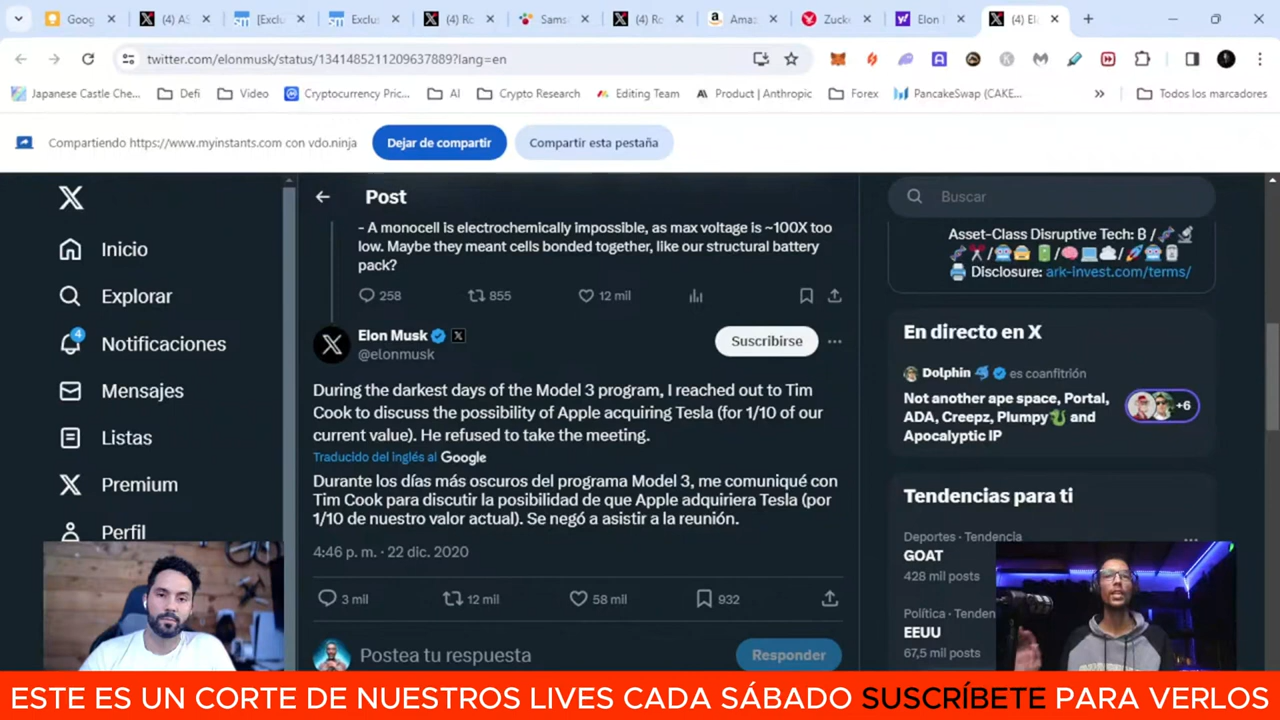 Goog
(4) AS
[Exclu
Exclus
(4) Ro
Sams
(4) Ro
Ama
Zucke
Elon
(4) El
twitter.com/elonmusk/status/1341485211209637889?lang=en
Japanese Castle Che...
Defi
Video
Cryptocurrency Pric...
AI
Crypto Research
Editing Team
Product | Anthropic
Forex
PancakeSwap (CAKE...
»
Todos los marcadores
Compartiendo https://www.myinstants.com con vdo.ninja
Dejar de compartir
Compartir esta pestaña
Inicio
Explorar
4
Notificaciones
Mensajes
Listas
Premium
Perfil
Post
- A monocell is electrochemically impossible, as max voltage is ~100X too
low. Maybe they meant cells bonded together, like our structural battery
pack?
258
855
12 mil
Elon Musk
@elonmusk
Suscribirse
During the darkest days of the Model 3 program, I reached out to Tim
Cook to discuss the possibility of Apple acquiring Tesla (for 1/10 of our
current value). He refused to take the meeting.
Traducido del inglés al Google
Durante los días más oscuros del programa Model 3, me comuniqué con
Tim Cook para discutir la posibilidad de que Apple adquiriera Tesla (por
1/10 de nuestro valor actual). Se negó a asistir a la reunión.
4:46 p. m. · 22 dic. 2020
3 mil
12 mil
58 mil
932
Postea tu respuesta
Responder
Buscar
Asset-Class Disruptive Tech: B /
Disclosure: ark-invest.com/terms/
En directo en X
Dolphin es coanfitrión
Not another ape space, Portal,
ADA, Creepz, Plumpy and
Apocalyptic IP
+6
Tendencias para ti
Deportes · Tendencia
GOAT
428 mil posts
Política · Tenden
EEUU
67,5 mil posts
ESTE ES UN CORTE DE NUESTROS LIVES CADA SÁBADO SUSCRÍBETE PARA VERLOS